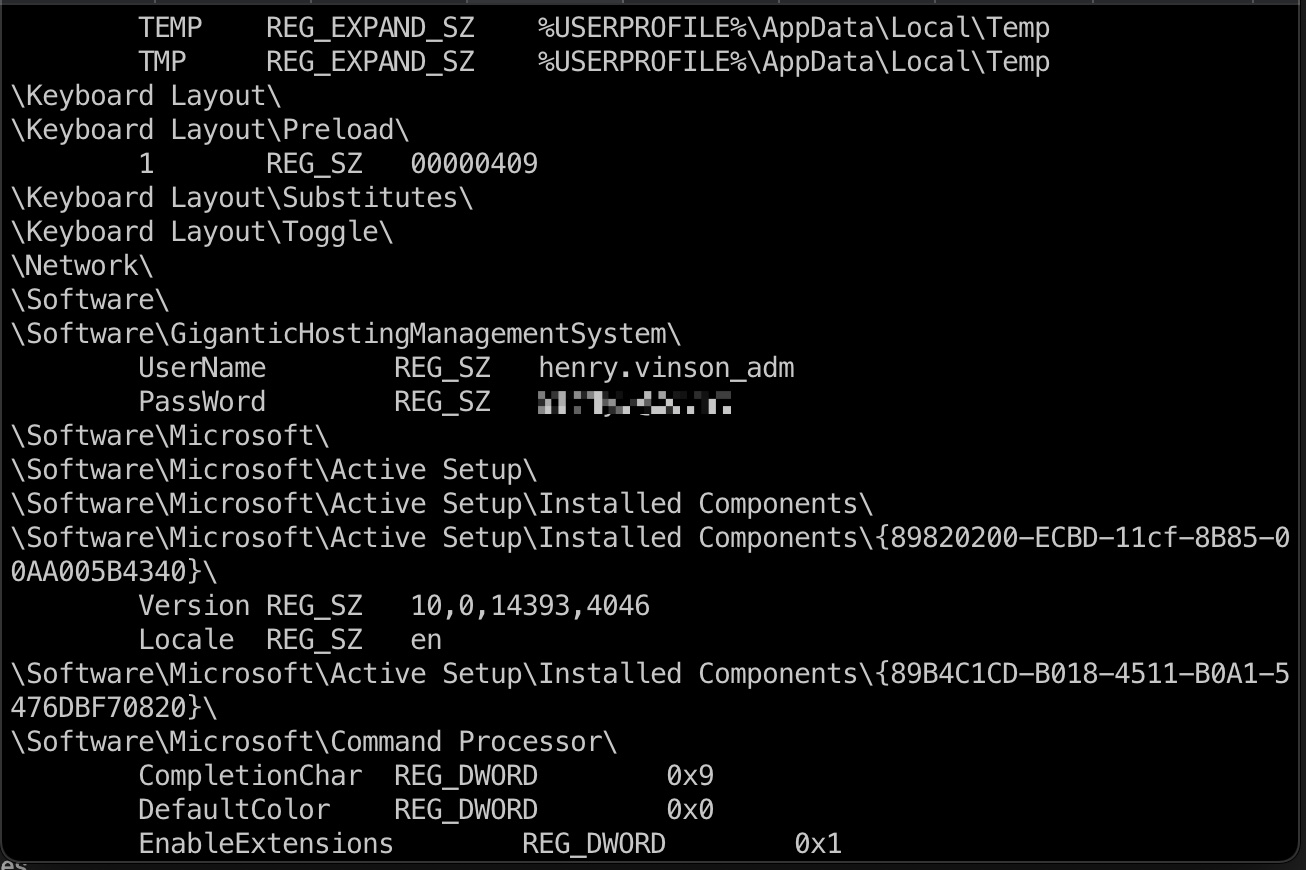 TEMP REG_EXPAND_SZ %USERPROFILE%\AppData\Local\Temp
TMP REG_EXPAND_SZ %USERPROFILE%\AppData\Local\Temp
\Keyboard Layout\
\Keyboard Layout\Preload\
1 REG_SZ 00000409
\Keyboard Layout\Substitutes\
\Keyboard Layout\Toggle\
\Network\
\Software\
\Software\GiganticHostingManagementSystem\
UserName REG_SZ henry.vinson_adm
PassWord REG_SZ
\Software\Microsoft\
\Software\Microsoft\Active Setup\
\Software\Microsoft\Active Setup\Installed Components\
\Software\Microsoft\Active Setup\Installed Components\{89820200-ECBD-11cf-8B85-0
0AA005B4340}\
Version REG_SZ 10,0,14393,4046
Locale REG_SZ en
\Software\Microsoft\Active Setup\Installed Components\{89B4C1CD-B018-4511-B0A1-5
476DBF70820}\
\Software\Microsoft\Command Processor\
CompletionChar REG_DWORD 0x9
DefaultColor REG_DWORD 0x0
EnableExtensions REG_DWORD 0x1